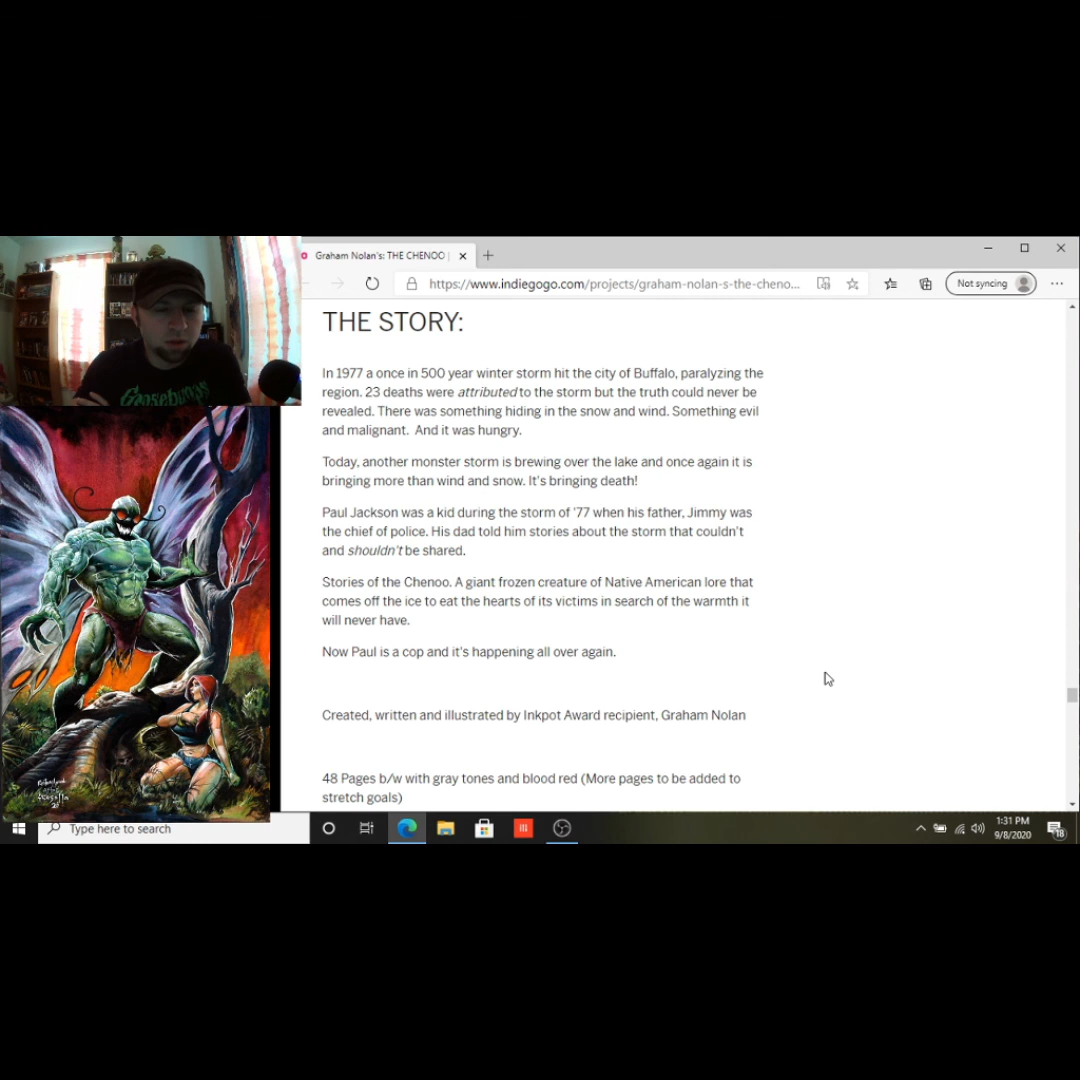 Graham Nolan's: THE CHENOO |
https://www.indiegogo.com/projects/graham-nolan-s-the-cheno...
Not syncing
THE STORY:
In 1977 a once in 500 year winter storm hit the city of Buffalo, paralyzing the
region. 23 deaths were attributed to the storm but the truth could never be
revealed. There was something hiding in the snow and wind. Something evil
and malignant.  And it was hungry.
Today, another monster storm is brewing over the lake and once again it is
bringing more than wind and snow. It's bringing death!
Paul Jackson was a kid during the storm of '77 when his father, Jimmy was
the chief of police. His dad told him stories about the storm that couldn't
and shouldn't be shared.
Stories of the Chenoo. A giant frozen creature of Native American lore that
comes off the ice to eat the hearts of its victims in search of the warmth it
will never have.
Now Paul is a cop and it's happening all over again.
Created, written and illustrated by Inkpot Award recipient, Graham Nolan
48 Pages b/w with gray tones and blood red (More pages to be added to
stretch goals)
Goosebumps
Type here to search
1:31 PM
9/8/2020
18